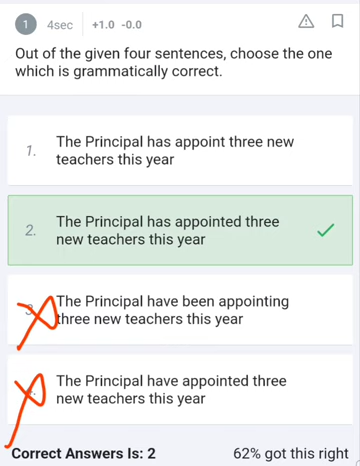 1 4sec +1.0 -0.0
Out of the given four sentences, choose the one
which is grammatically correct.
1. The Principal has appoint three new
teachers this year
2. The Principal has appointed three
new teachers this year
The Principal have been appointing
three new teachers this year
The Principal have appointed three
new teachers this year
Correct Answers Is: 2 62% got this right